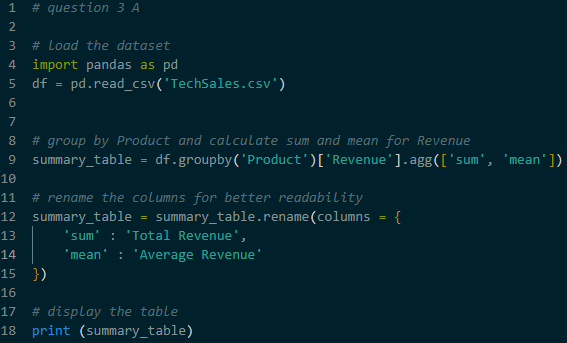 1 # question 3 A
2
3 # load the dataset
4 import pandas as pd
5 df = pd.read_csv('TechSales.csv')
6
7
8 # group by Product and calculate sum and mean for Revenue
9 summary_table = df.groupby('Product')['Revenue'].agg(['sum', 'mean'])
10
11 # rename the columns for better readability
12 summary_table = summary_table.rename(columns = {
13     'sum' : 'Total Revenue',
14     'mean' : 'Average Revenue'
15 })
16
17 # display the table
18 print (summary_table)